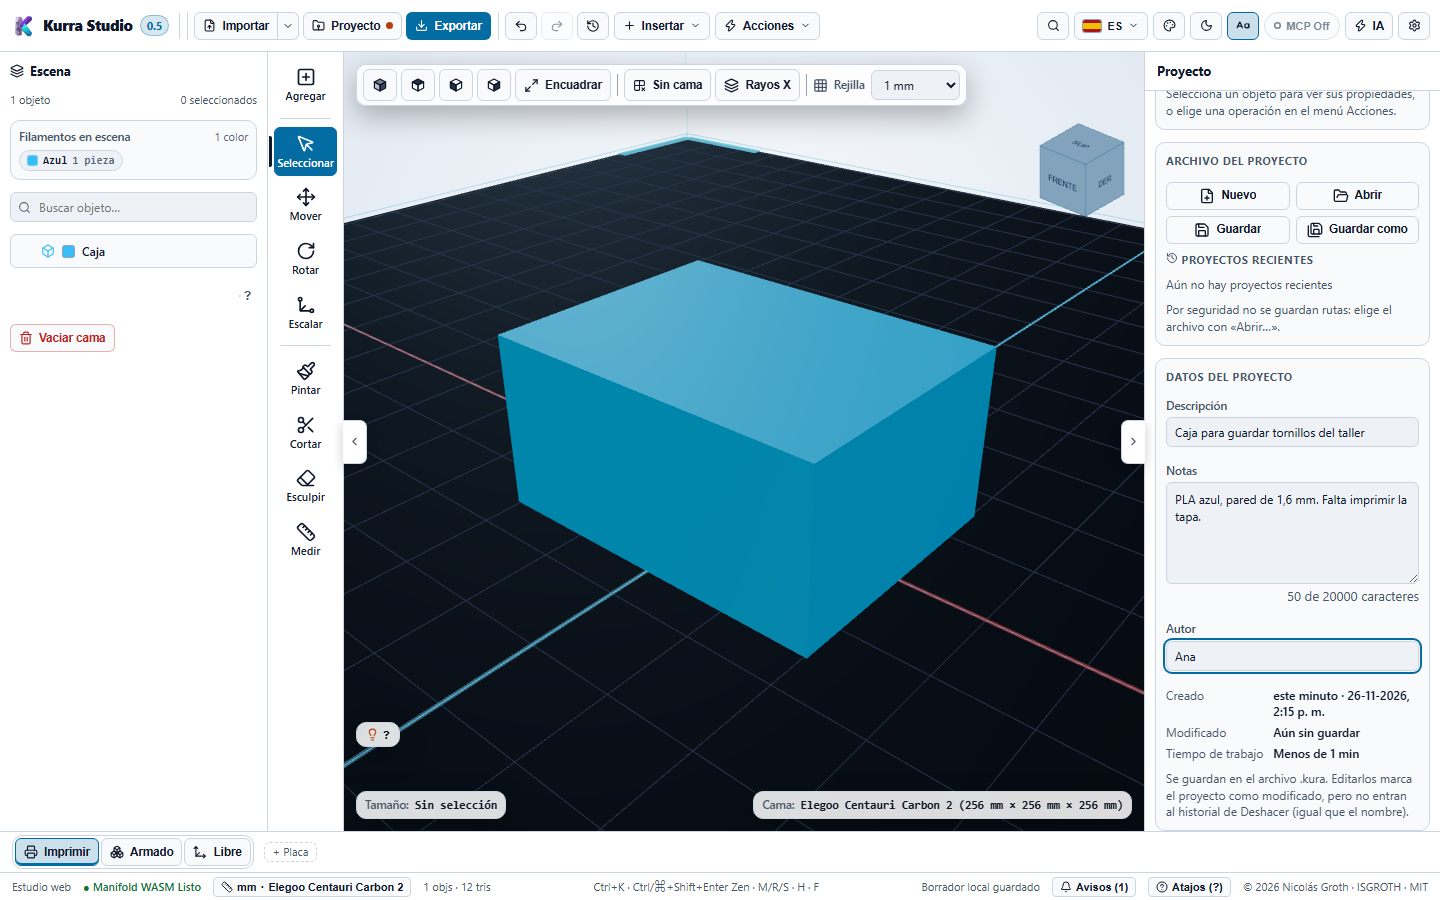 Kurra Studio 0.5
Importar
Proyecto
Exportar
Insertar
Acciones
ES
Aa
MCP Off
IA
Escena
1 objeto
0 seleccionados
Filamentos en escena
1 color
Azul 1 pieza
Buscar objeto...
Caja
· ?
Vaciar cama
Agregar
Seleccionar
Mover
Rotar
Escalar
Pintar
Cortar
Esculpir
Medir
Encuadrar
Sin cama
Rayos X
Rejilla
1 mm
SUP
FRENTE
DER
?
Tamaño: Sin selección
Cama: Elegoo Centauri Carbon 2 (256 mm × 256 mm × 256 mm)
Proyecto
Selecciona un objeto para ver sus propiedades,
o elige una operación en el menú Acciones.
ARCHIVO DEL PROYECTO
Nuevo
Abrir
Guardar
Guardar como
PROYECTOS RECIENTES
Aún no hay proyectos recientes
Por seguridad no se guardan rutas: elige el
archivo con «Abrir...».
DATOS DEL PROYECTO
Descripción
Caja para guardar tornillos del taller
Notas
PLA azul, pared de 1,6 mm. Falta imprimir la
tapa.
50 de 20000 caracteres
Autor
Ana
Creado
este minuto · 26-11-2026,
2:15 p. m.
Modificado
Aún sin guardar
Tiempo de trabajo
Menos de 1 min
Se guardan en el archivo .kura. Editarlos marca
el proyecto como modificado, pero no entran
al historial de Deshacer (igual que el nombre).
Imprimir
Armado
Libre
+ Placa
Estudio web
● Manifold WASM Listo
mm · Elegoo Centauri Carbon 2
1 objs · 12 tris
Ctrl+K · Ctrl/⌘+Shift+Enter Zen · M/R/S · H · F
Borrador local guardado
Avisos (1)
Atajos (?)
© 2026 Nicolás Groth · ISGROTH · MIT